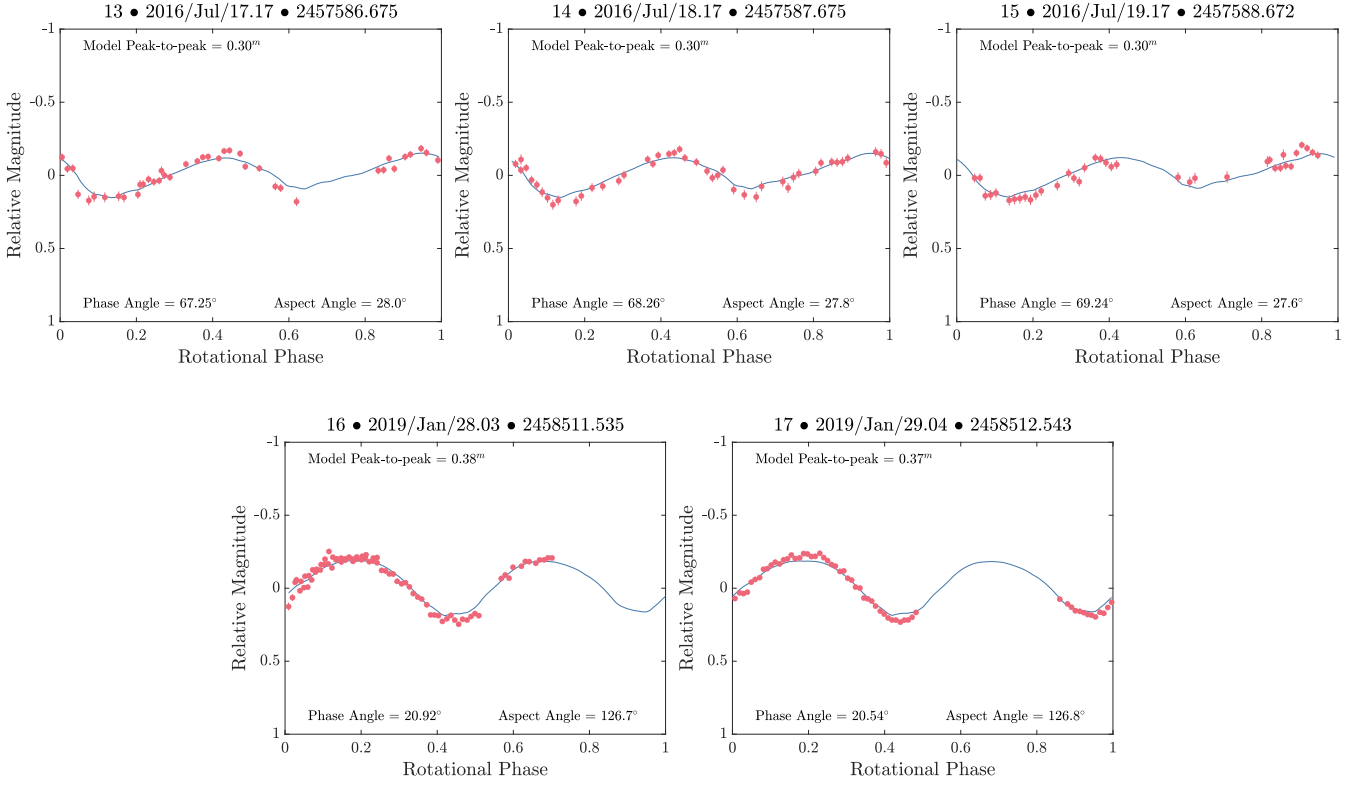 13 • 2016/Jul/17.17 • 2457586.675
Model Peak-to-peak = 0.30m
Phase Angle = 67.25°
Aspect Angle = 28.0°
-1
-0.5
0
0.5
1
0
0.2
0.4
0.6
0.8
1
Relative Magnitude
Rotational Phase
14 • 2016/Jul/18.17 • 2457587.675
Model Peak-to-peak = 0.30m
Phase Angle = 68.26°
Aspect Angle = 27.8°
-1
-0.5
0
0.5
1
0
0.2
0.4
0.6
0.8
1
Relative Magnitude
Rotational Phase
15 • 2016/Jul/19.17 • 2457588.672
Model Peak-to-peak = 0.30m
Phase Angle = 69.24°
Aspect Angle = 27.6°
-1
-0.5
0
0.5
1
0
0.2
0.4
0.6
0.8
1
Relative Magnitude
Rotational Phase
16 • 2019/Jan/28.03 • 2458511.535
Model Peak-to-peak = 0.38m
Phase Angle = 20.92°
Aspect Angle = 126.7°
-1
-0.5
0
0.5
1
0
0.2
0.4
0.6
0.8
1
Relative Magnitude
Rotational Phase
17 • 2019/Jan/29.04 • 2458512.543
Model Peak-to-peak = 0.37m
Phase Angle = 20.54°
Aspect Angle = 126.8°
-1
-0.5
0
0.5
1
0
0.2
0.4
0.6
0.8
1
Relative Magnitude
Rotational Phase